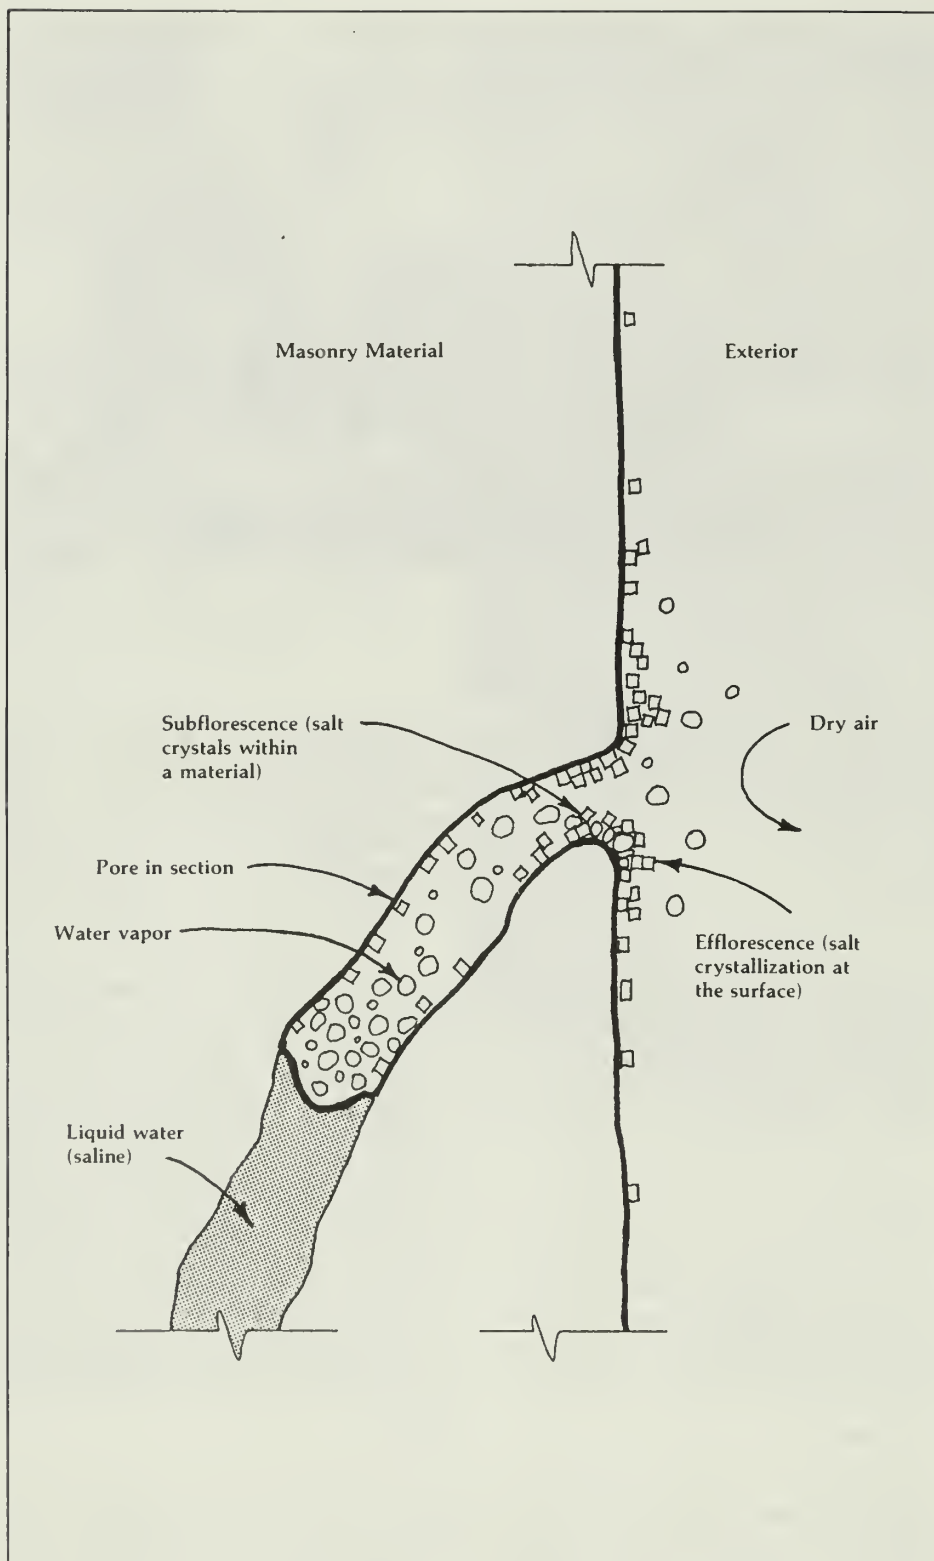 Masonry Material
Exterior
Subflorescence (salt
crystals within
a material)
Dry air
Pore in section
Water vapor
Efflorescence (salt
crystallization at
the surface)
Liquid water
(saline)